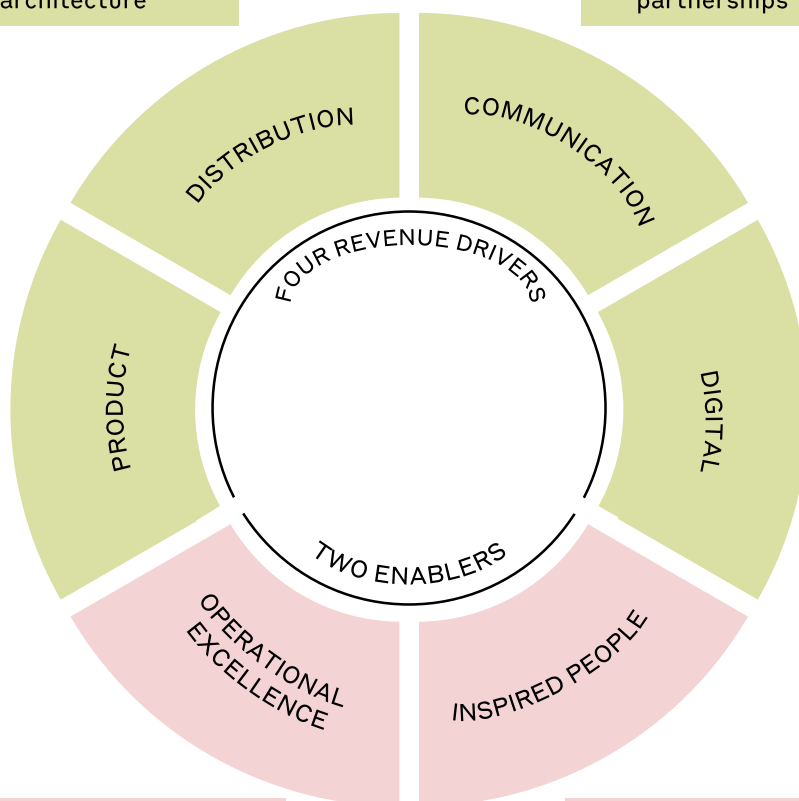 architecture
partnerships
DISTRIBUTION
COMMUNICATION
FOUR REVENUE DRIVERS
PRODUCT
DIGITAL
TWO ENABLERS
OPERATIONAL
EXCELLENCE
INSPIRED PEOPLE